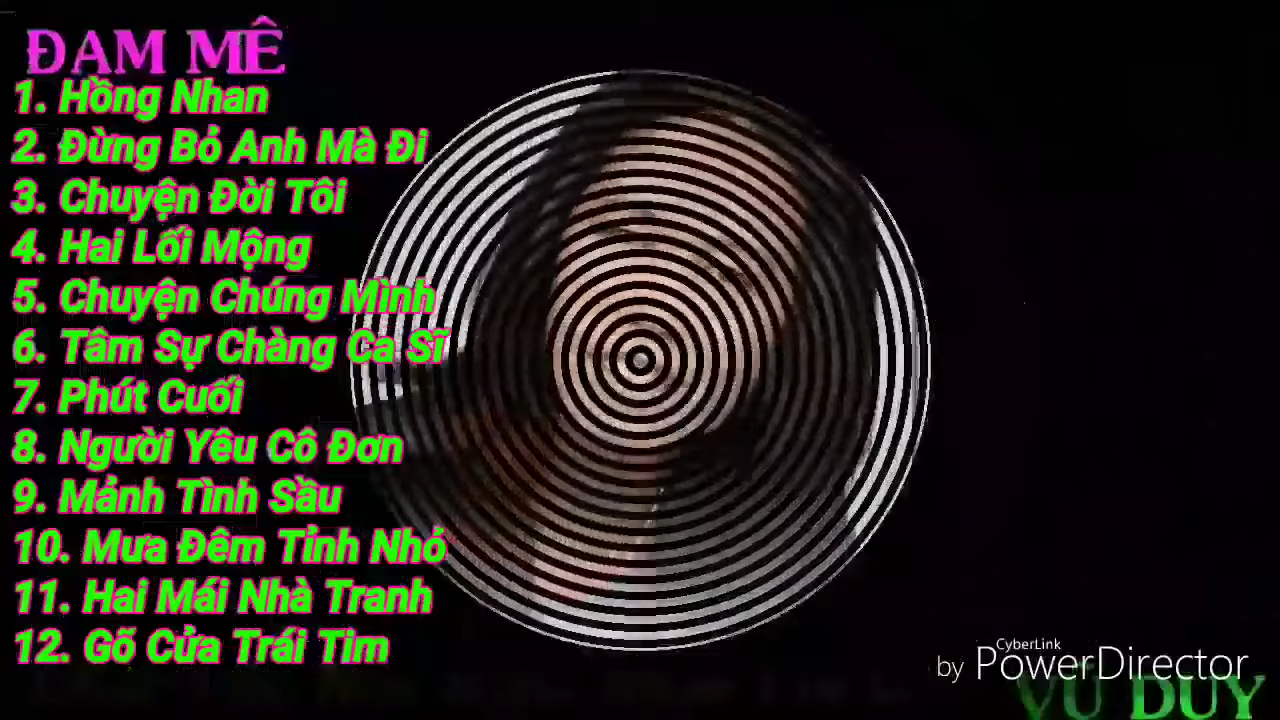 ĐAM MÊ
1. Hồng Nhan
2. Đừng Bỏ Anh Mà Đi
3. Chuyện Đời Tôi
4. Hai Lối Mộng
5. Chuyện Chúng Mình
6. Tâm Sự Chàng Ca Sĩ
7. Phút Cuối
8. Người Yêu Cô Đơn
9. Mảnh Tình Sầu
10. Mưa Đêm Tỉnh Nhỏ
11. Hai Mái Nhà Tranh
12. Gõ Cửa Trái Tim
CyberLink
by PowerDirector
VŨ DUY